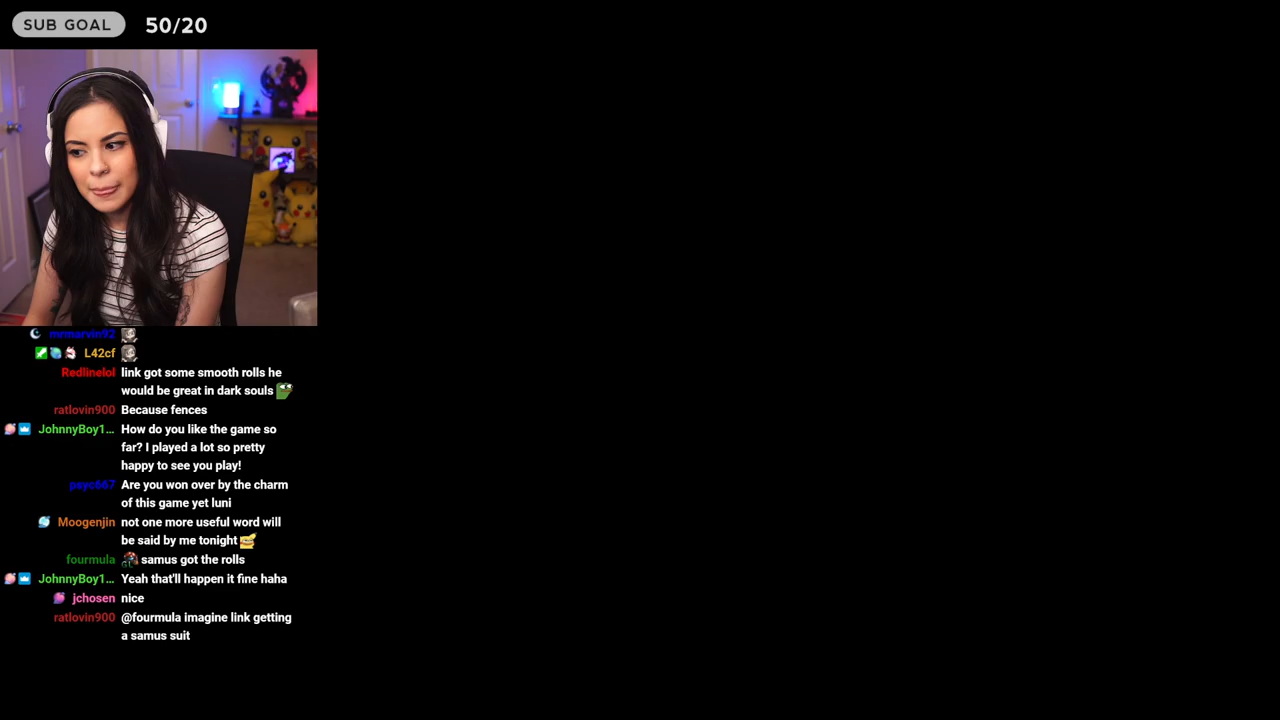 SUB GOAL 50/20
mrmarvin92
L42cf
Redlinelol link got some smooth rolls he
would be great in dark souls
ratlovin900 Because fences
JohnnyBoy1... How do you like the game so
far? I played a lot so pretty
happy to see you play!
psyc667 Are you won over by the charm
of this game yet luni
Moogenjin not one more useful word will
be said by me tonight
fourmula samus got the rolls
JohnnyBoy1... Yeah that'll happen it fine haha
jchosen nice
ratlovin900 @fourmula imagine link getting
a samus suit